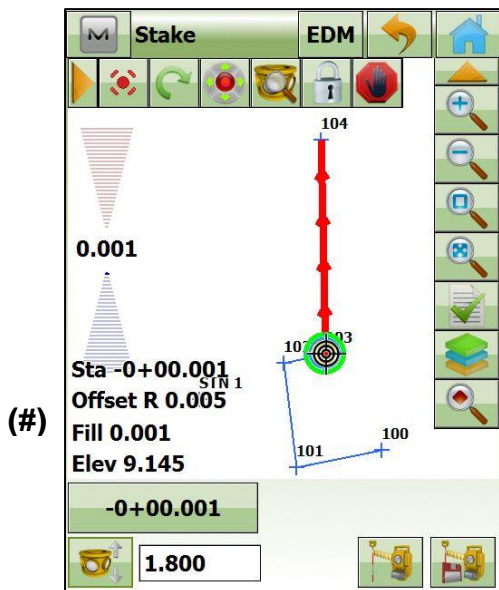 Stake EDM
104
0.001
103
Sta -0+00.001
STN 1
Offset R 0.005
(#)
Fill 0.001
100
101
Elev 9.145
-0+00.001
1.800